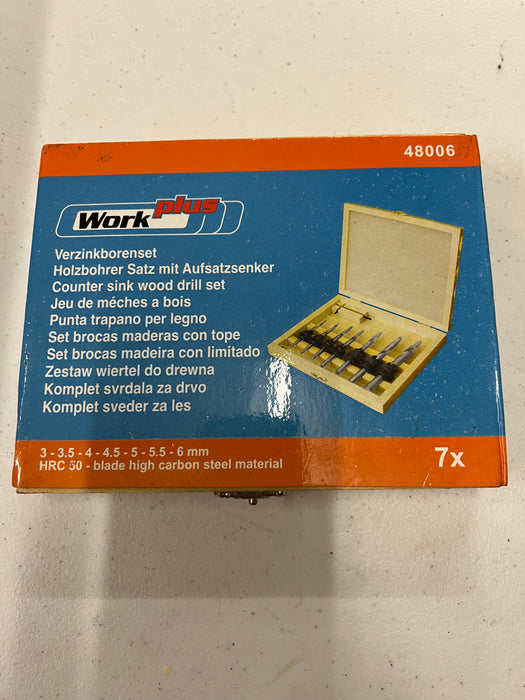 48006
Work plus
Verzinkborenset
Holzbohrer Satz mit Aufsatzsenker
Counter sink wood drill set
Jeu de méches a bois
Punta trapano per legno
Set brocas maderas con tope
Set brocas madeira con limitado
Zestaw wiertel do drewna
Komplet svrdala za drvo
Komplet sveder za les
3 - 3.5 - 4 - 4.5 - 5 - 5.5 - 6 mm
HRC 50 - blade high carbon steel material
7x